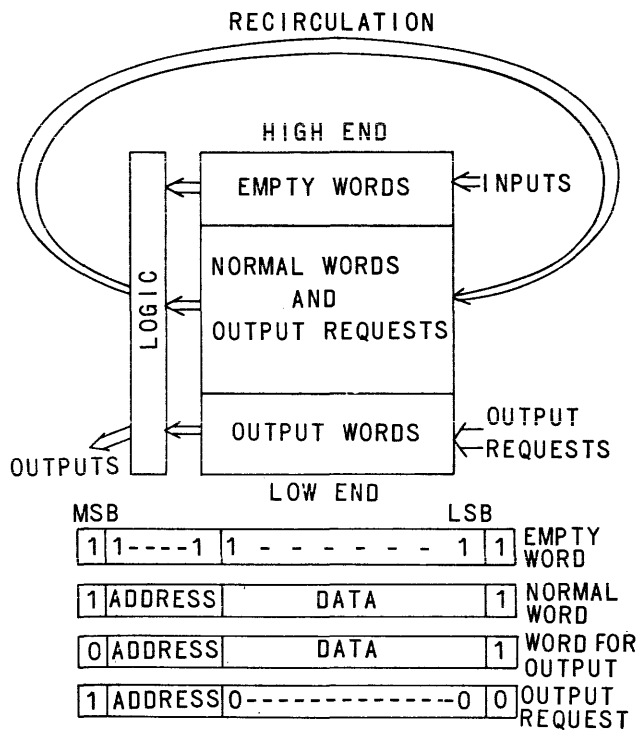 RECIRCULATION
HIGH END
EMPTY WORDS
INPUTS
LOGIC
NORMAL WORDS
AND
OUTPUT REQUESTS
OUTPUT WORDS
OUTPUT
REQUESTS
OUTPUTS
LOW END
MSB LSB
1 1----1 1 - - - - - - 1 1 EMPTY
WORD
1 ADDRESS DATA 1 NORMAL
WORD
0 ADDRESS DATA 1 WORD FOR
OUTPUT
1 ADDRESS 0--------------0 0 OUTPUT
REQUEST